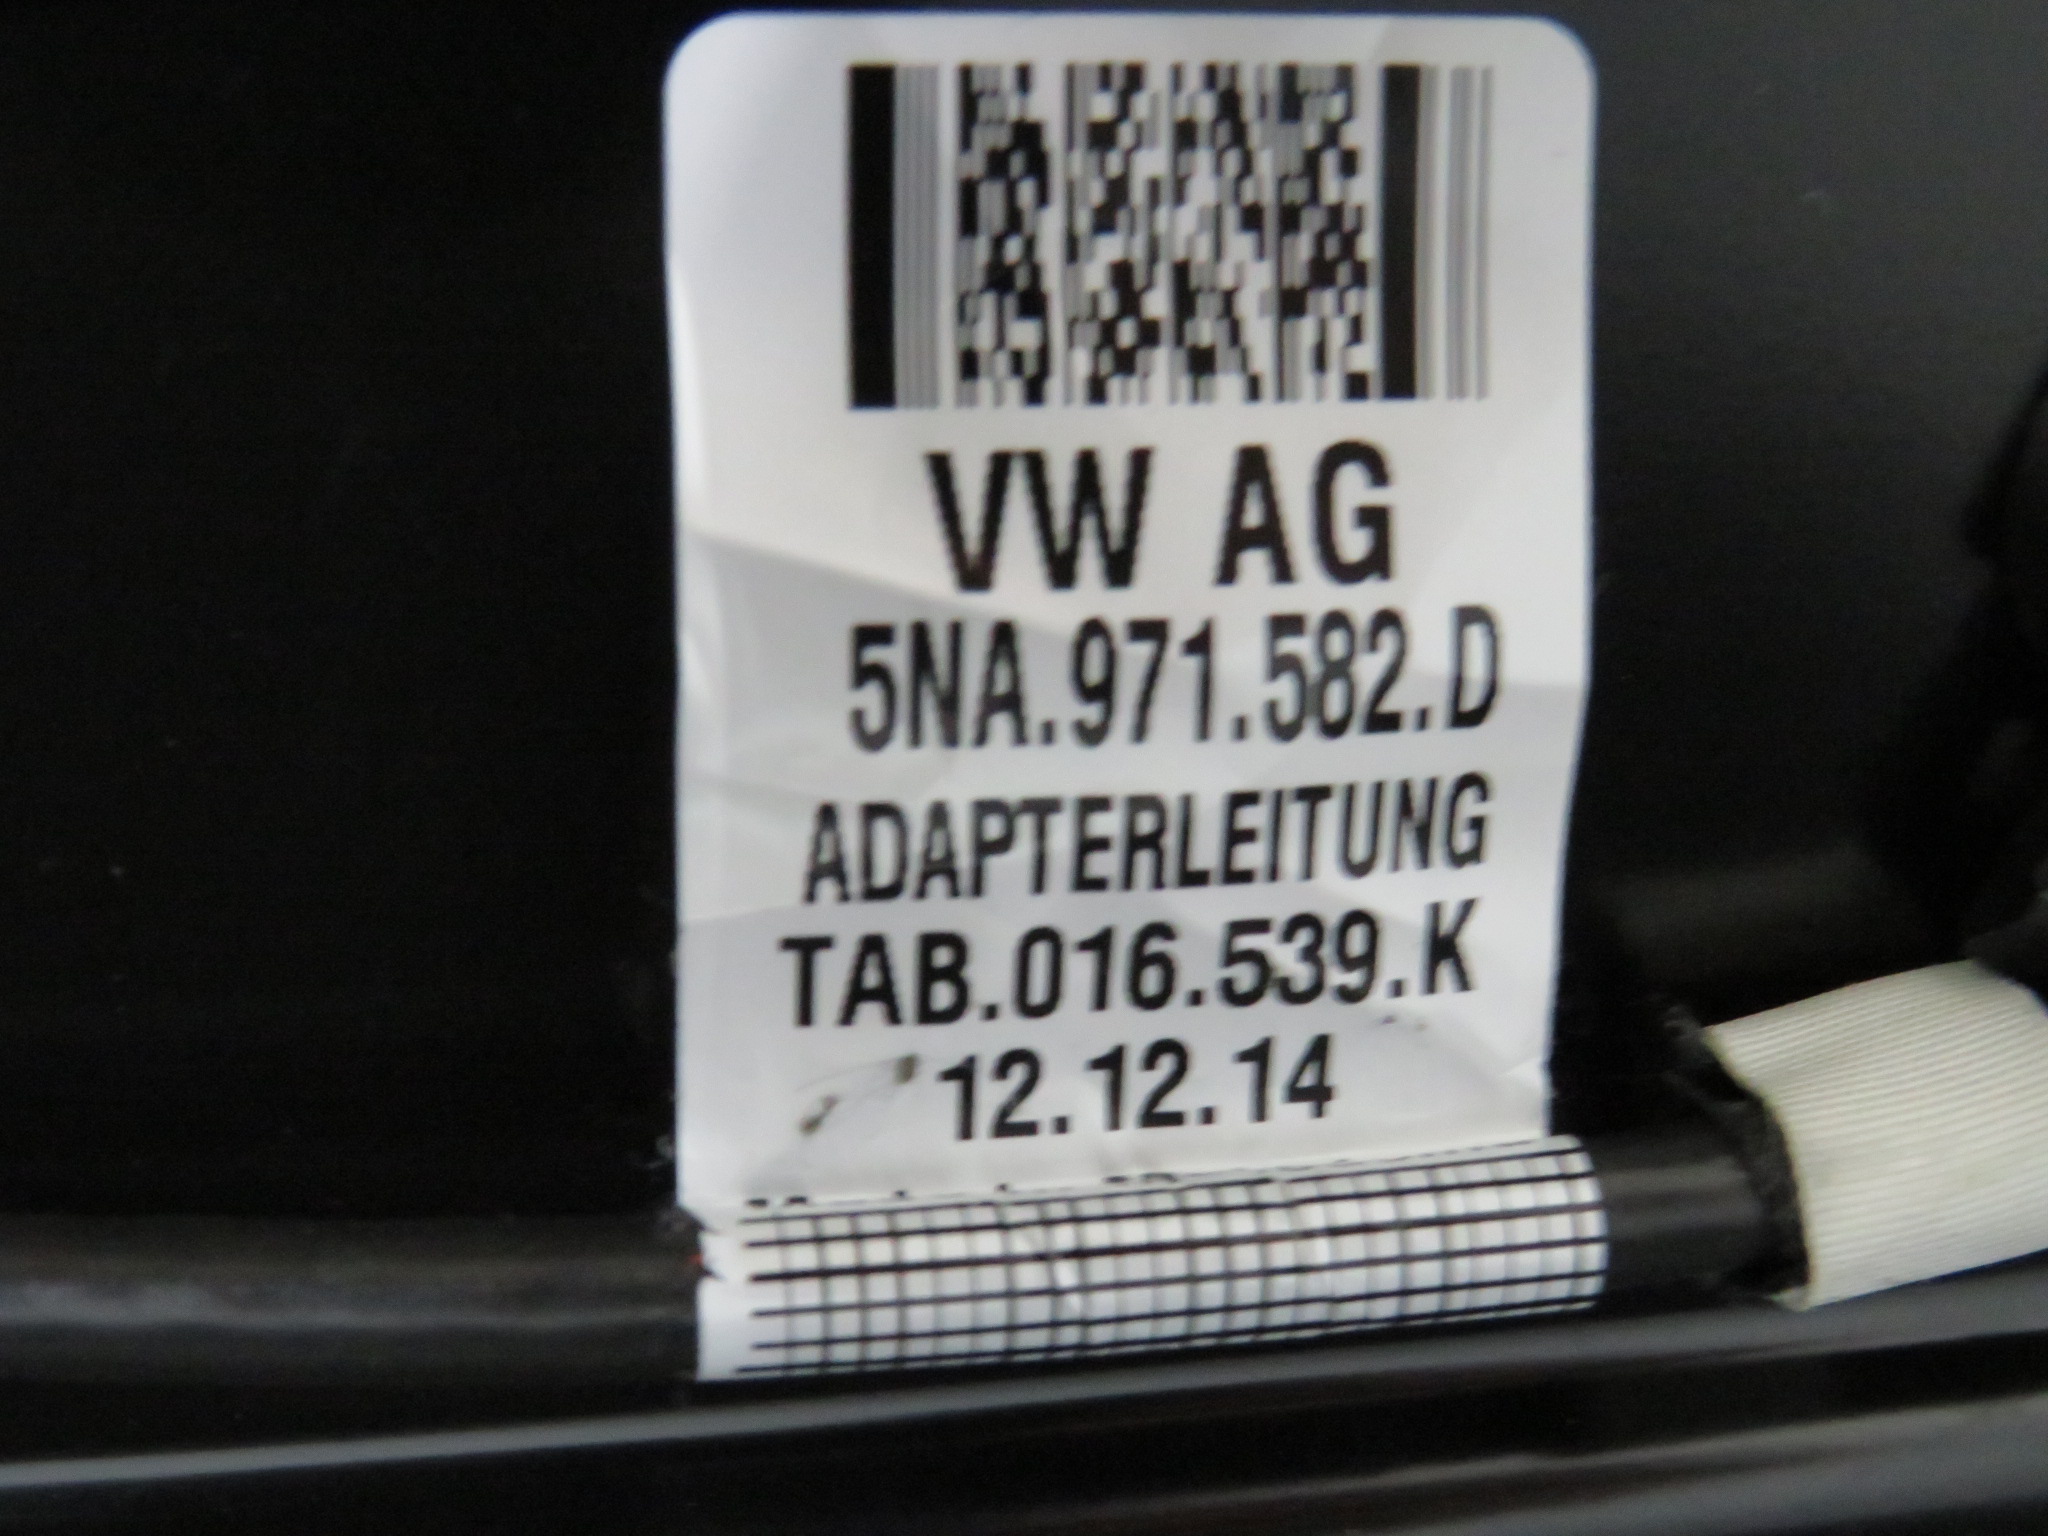 VW AG
5NA.971.582.D
ADAPTERLEITUNG
TAB.016.539.K
12.12.14